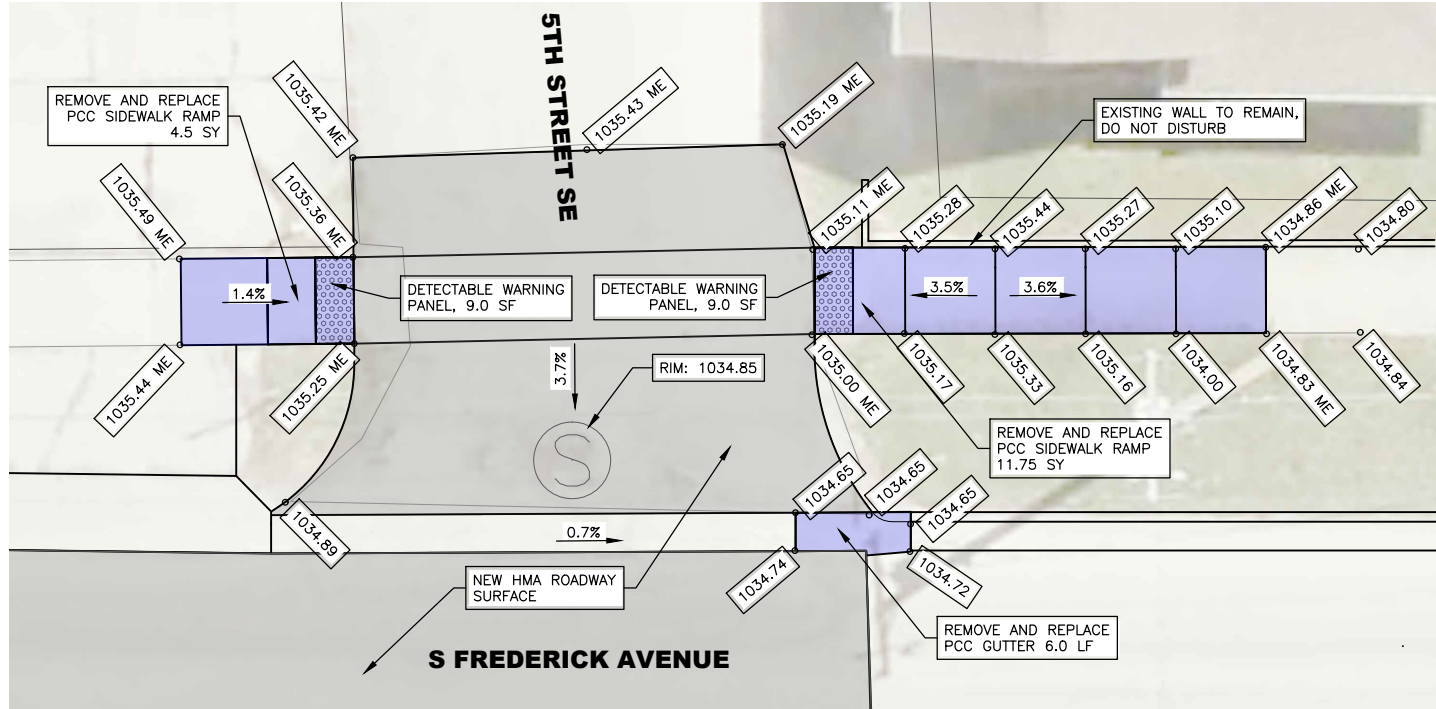 5TH STREET SE
REMOVE AND REPLACE
PCC SIDEWALK RAMP
4.5 SY
1035.42 ME
1035.43 ME
1035.19 ME
EXISTING WALL TO REMAIN,
DO NOT DISTURB
1035.49 ME
1035.36 ME
1035.11 ME
1035.28
1035.44
1035.27
1035.10
1034.86 ME
1034.80
1.4%
DETECTABLE WARNING
PANEL, 9.0 SF
DETECTABLE WARNING
PANEL, 9.0 SF
3.5%
3.6%
1035.44 ME
1035.25 ME
3.7%
RIM: 1034.85
1035.00 ME
1035.17
1035.33
1035.16
1034.00
1034.83 ME
1034.84
S
REMOVE AND REPLACE
PCC SIDEWALK RAMP
11.75 SY
1034.65
1034.65
1034.65
1034.89
0.7%
1034.74
1034.72
NEW HMA ROADWAY
SURFACE
REMOVE AND REPLACE
PCC GUTTER 6.0 LF
S FREDERICK AVENUE